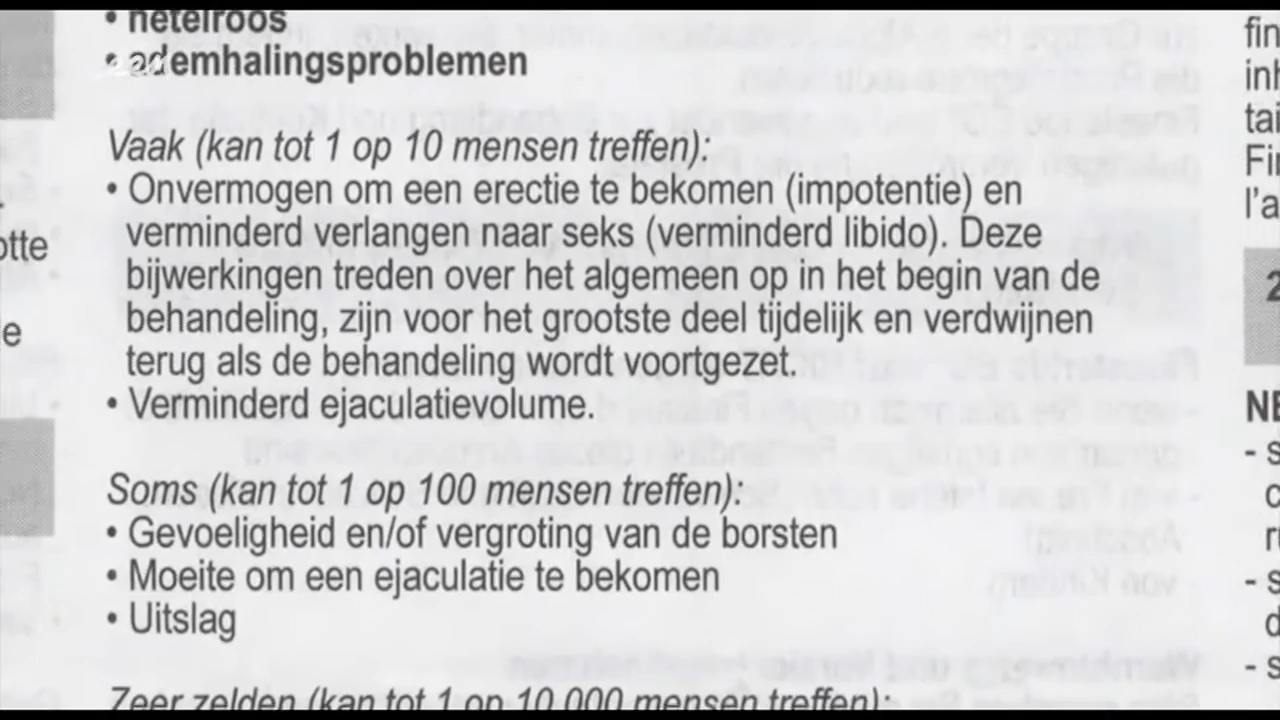 • netelroos
• ademhalingsproblemen
Vaak (kan tot 1 op 10 mensen treffen):
• Onvermogen om een erectie te bekomen (impotentie) en
verminderd verlangen naar seks (verminderd libido). Deze
bijwerkingen treden over het algemeen op in het begin van de
behandeling, zijn voor het grootste deel tijdelijk en verdwijnen
terug als de behandeling wordt voortgezet.
• Verminderd ejaculatievolume.
Soms (kan tot 1 op 100 mensen treffen):
• Gevoeligheid en/of vergroting van de borsten
• Moeite om een ejaculatie te bekomen
• Uitslag
Zeer zelden (kan tot 1 op 10 000 mensen treffen):